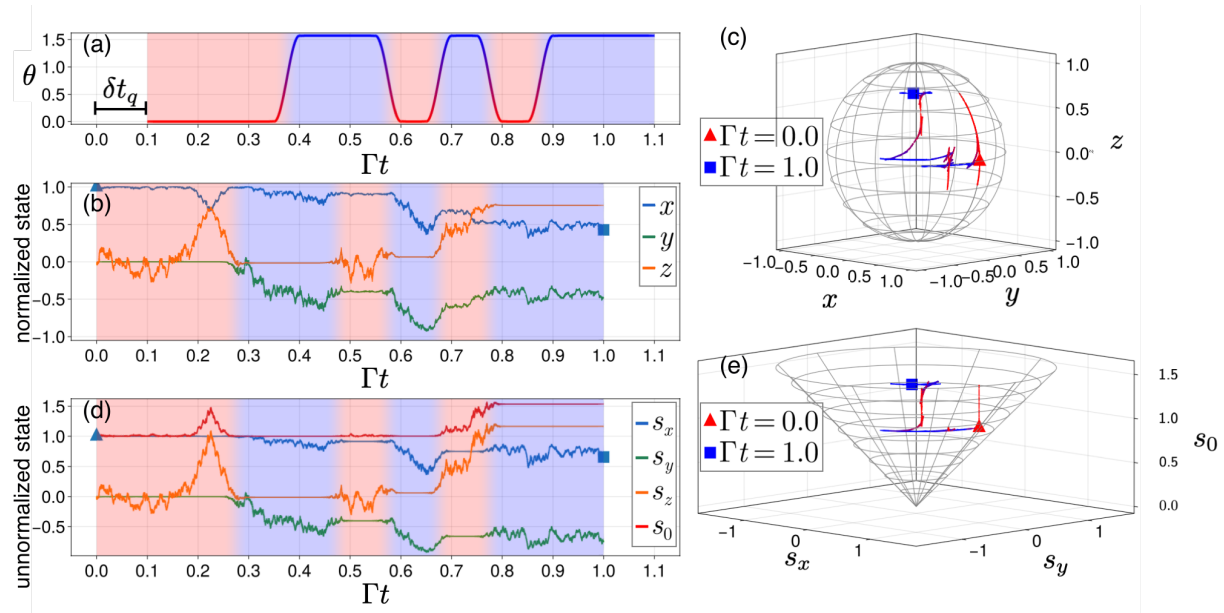 (a)
θ
1.5
1.0
0.5
0.0
δt_q
0.0 0.1 0.2 0.3 0.4 0.5 0.6 0.7 0.8 0.9 1.0 1.1
Γt
(b)
normalized state
1.0
0.5
0.0
-0.5
-1.0
x
y
z
0.0 0.1 0.2 0.3 0.4 0.5 0.6 0.7 0.8 0.9 1.0 1.1
Γt
(d)
unnormalized state
1.5
1.0
0.5
0.0
-0.5
s_x
s_y
s_z
s_0
0.0 0.1 0.2 0.3 0.4 0.5 0.6 0.7 0.8 0.9 1.0 1.1
Γt
(c)
Γt = 0.0
Γt = 1.0
1.0
0.5
0.0
-0.5
-1.0
z
-1.0 -0.5 0.0 0.5 1.0
x
-1.0 -0.5 0.0 0.5 1.0
y
(e)
Γt = 0.0
Γt = 1.0
1.5
1.0
0.5
0.0
s_0
-1 0 1
s_x
-1 0 1
s_y